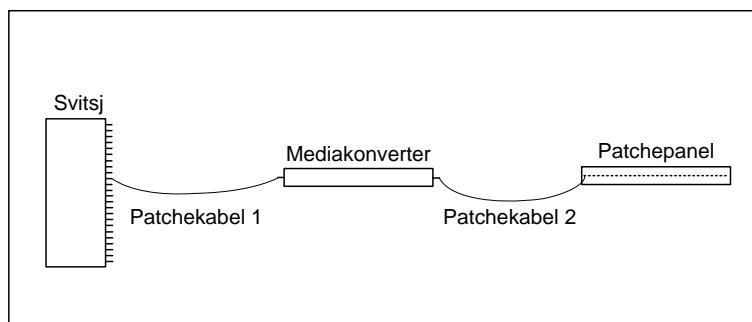 Svitsj
Mediakonverter
Patchepanel
Patchekabel 1
Patchekabel 2